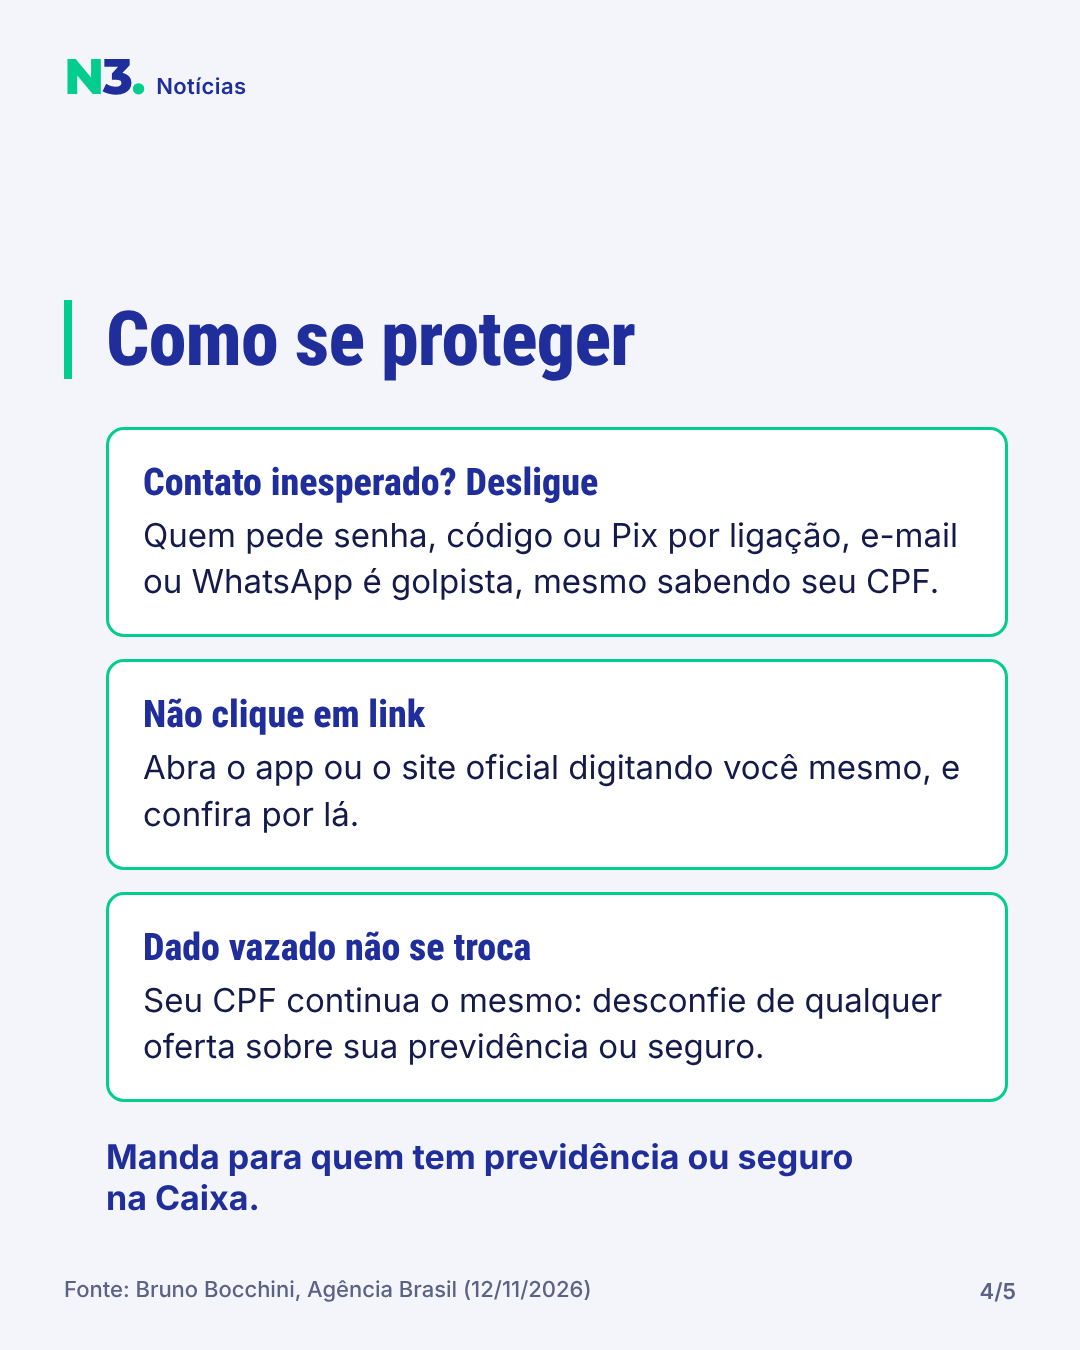 N3. Notícias
Como se proteger
Contato inesperado? Desligue
Quem pede senha, código ou Pix por ligação, e-mail
ou WhatsApp é golpista, mesmo sabendo seu CPF.
Não clique em link
Abra o app ou o site oficial digitando você mesmo, e
confira por lá.
Dado vazado não se troca
Seu CPF continua o mesmo: desconfie de qualquer
oferta sobre sua previdência ou seguro.
Manda para quem tem previdência ou seguro
na Caixa.
Fonte: Bruno Bocchini, Agência Brasil (12/11/2026)
4/5